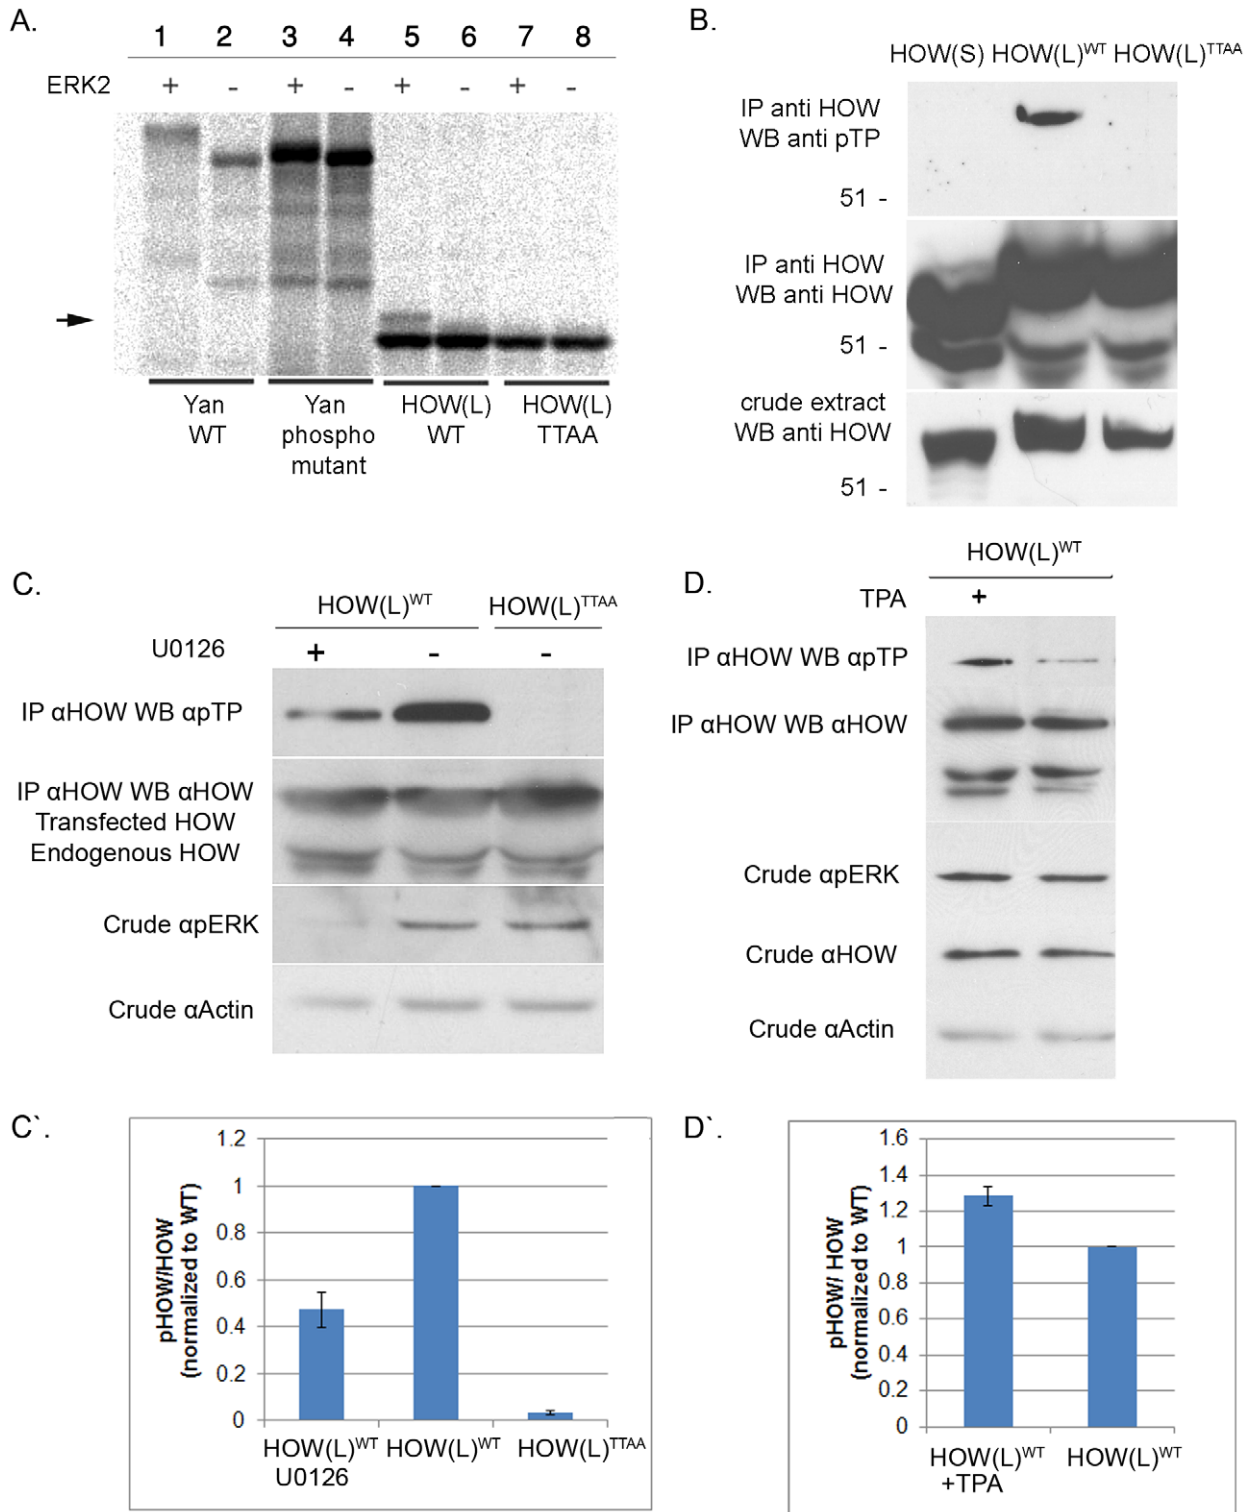 A.
1 2 3 4 5 6 7 8
ERK2 + - + - + - + -
Yan WT
Yan phospho mutant
HOW(L) WT
HOW(L) TTAA
B.
HOW(S) HOW(L)WT HOW(L)TTAA
IP anti HOW
WB anti pTP
51 -
IP anti HOW
WB anti HOW
51 -
crude extract
WB anti HOW
51 -
C.
HOW(L)WT HOW(L)TTAA
U0126 + - -
IP αHOW WB αpTP
IP αHOW WB αHOW
Transfected HOW
Endogenous HOW
Crude αpERK
Crude αActin
D.
HOW(L)WT
TPA +
IP αHOW WB αpTP
IP αHOW WB αHOW
Crude αpERK
Crude αHOW
Crude αActin
C`.
pHOW/HOW
(normalized to WT)
1.2
1
0.8
0.6
0.4
0.2
0
HOW(L)WT U0126
HOW(L)WT
HOW(L)TTAA
D`.
pHOW/ HOW
(normalized to WT)
1.6
1.4
1.2
1
0.8
0.6
0.4
0.2
0
HOW(L)WT +TPA
HOW(L)WT